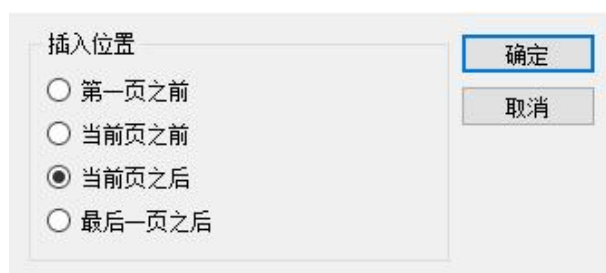 插入位置
第一页之前
当前页之前
当前页之后
最后一页之后
确定
取消